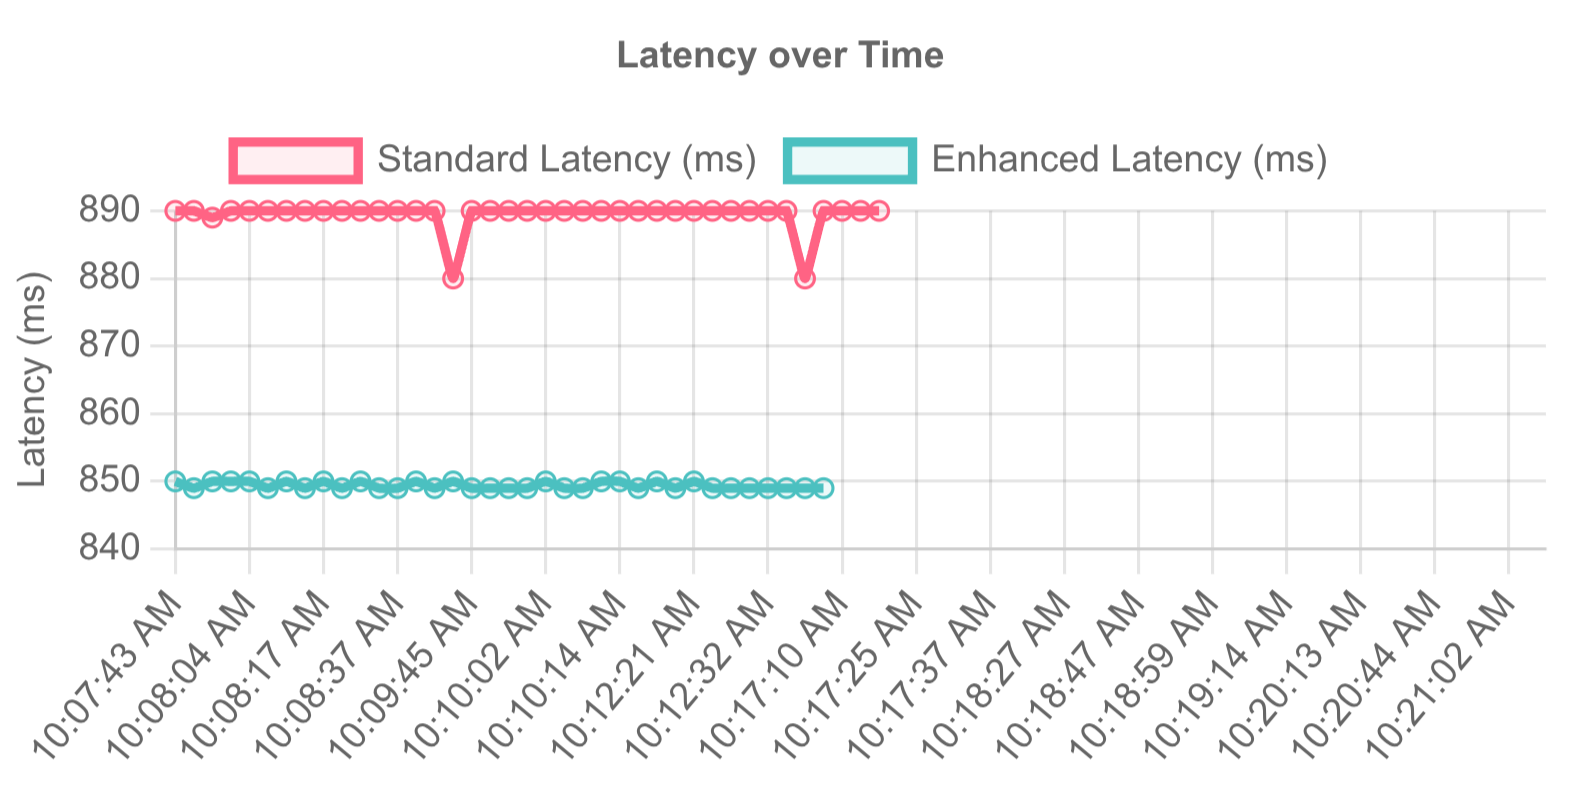 Latency over Time
Standard Latency (ms)
Enhanced Latency (ms)
Latency (ms)
890
880
870
860
850
840
10:07:43 AM
10:08:04 AM
10:08:17 AM
10:08:37 AM
10:09:45 AM
10:10:02 AM
10:10:14 AM
10:12:21 AM
10:12:32 AM
10:17:10 AM
10:17:25 AM
10:17:37 AM
10:18:27 AM
10:18:47 AM
10:18:59 AM
10:19:14 AM
10:20:13 AM
10:20:44 AM
10:21:02 AM